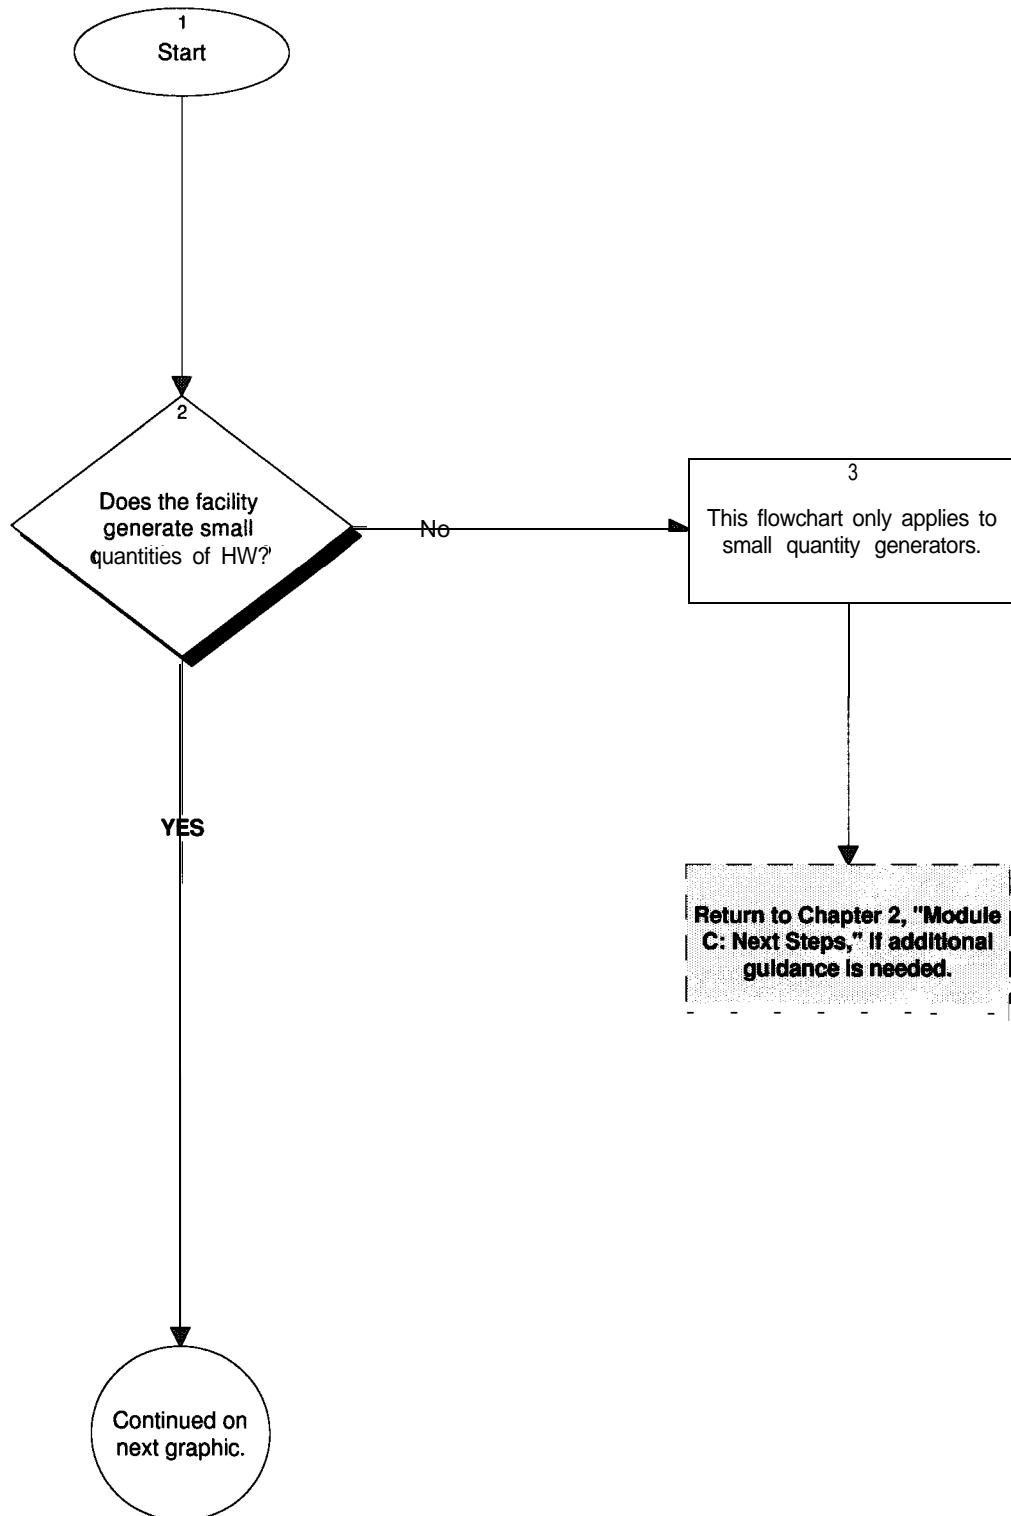 1
Start
2
Does the facility
generate small
quantities of HW?
No
3
This flowchart only applies to
small quantity generators.
YES
Return to Chapter 2, "Module
C: Next Steps," if additional
guidance is needed.
Continued on
next graphic.